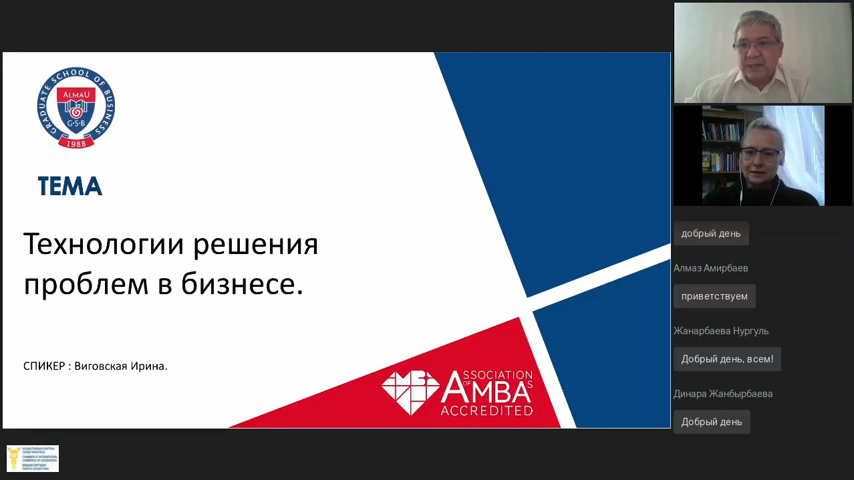 GRADUATE SCHOOL OF BUSINESS
ALMAU
G·S·B
1988
ТЕМА
Технологии решения
проблем в бизнесе.
СПИКЕР : Виговская Ирина.
ASSOCIATION
OF AMBAs
ACCREDITED
добрый день
Алмаз Амирбаев
приветствуем
Жанарбаева Нургуль
Добрый день, всем!
Динара Жанбырбаева
Добрый день